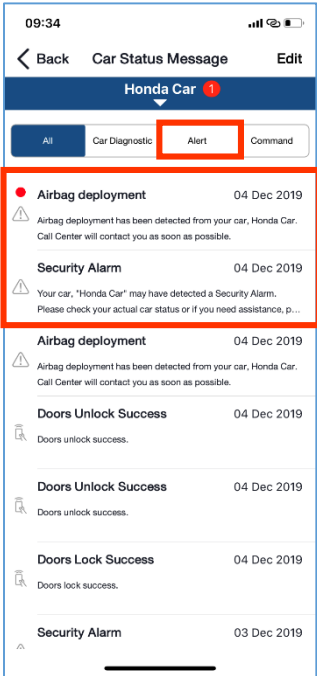 09:34
Back Car Status Message Edit
Honda Car 1
All Car Diagnostic Alert Command
Airbag deployment 04 Dec 2019
Airbag deployment has been detected from your car, Honda Car.
Call Center will contact you as soon as possible.
Security Alarm 04 Dec 2019
Your car, "Honda Car" may have detected a Security Alarm.
Please check your actual car status or if you need assistance, p...
Airbag deployment 04 Dec 2019
Airbag deployment has been detected from your car, Honda Car.
Call Center will contact you as soon as possible.
Doors Unlock Success 04 Dec 2019
Doors unlock success.
Doors Unlock Success 04 Dec 2019
Doors unlock success.
Doors Lock Success 04 Dec 2019
Doors lock success.
Security Alarm 03 Dec 2019